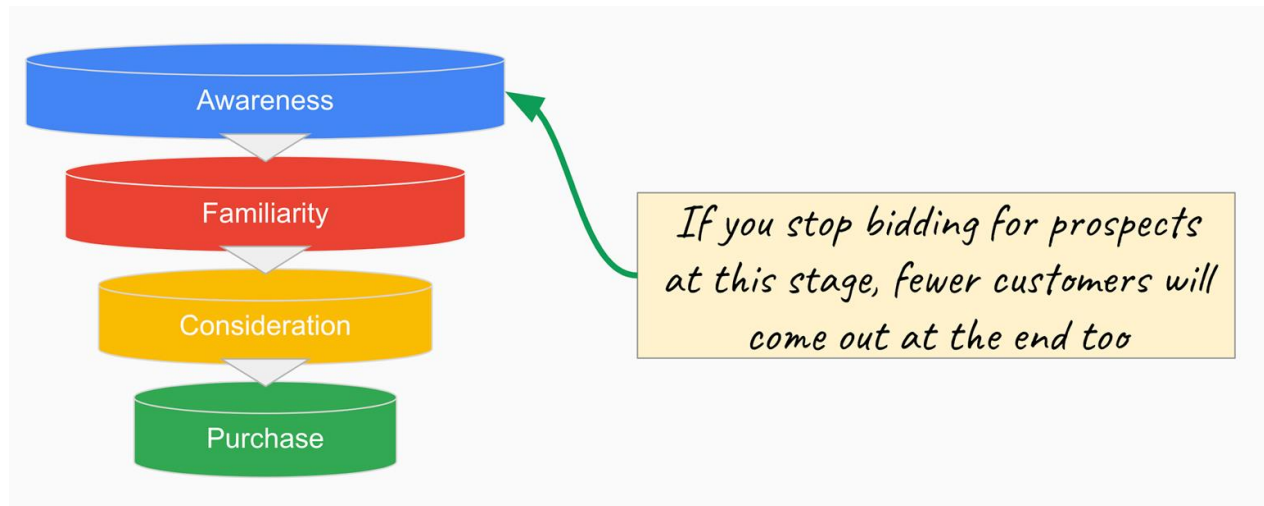 Awareness
Familiarity
Consideration
Purchase
If you stop bidding for prospects
at this stage, fewer customers will
come out at the end too